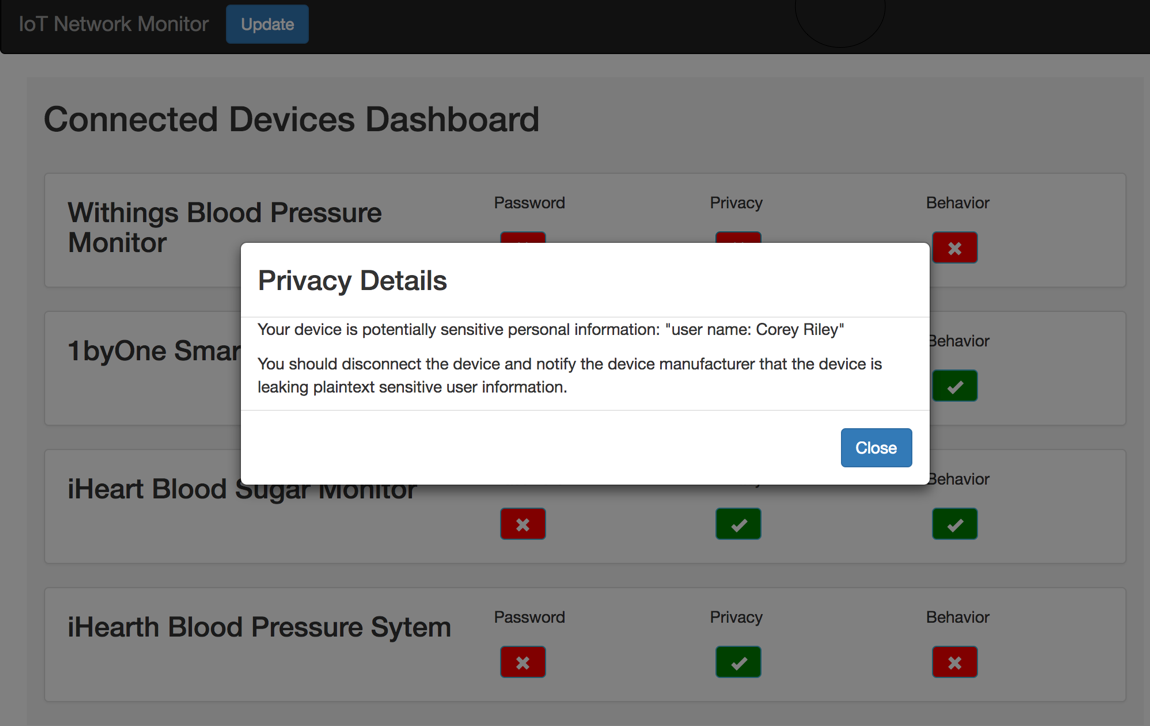 IoT Network Monitor Update
Connected Devices Dashboard
Withings Blood Pressure
Monitor
Password Privacy Behavior
Privacy Details
Your device is potentially sensitive personal information: "user name: Corey Riley"
You should disconnect the device and notify the device manufacturer that the device is
leaking plaintext sensitive user information.
Close
1byOne Smar
Behavior
iHeart Blood Sugar Monitor
Behavior
iHearth Blood Pressure Sytem
Password Privacy Behavior